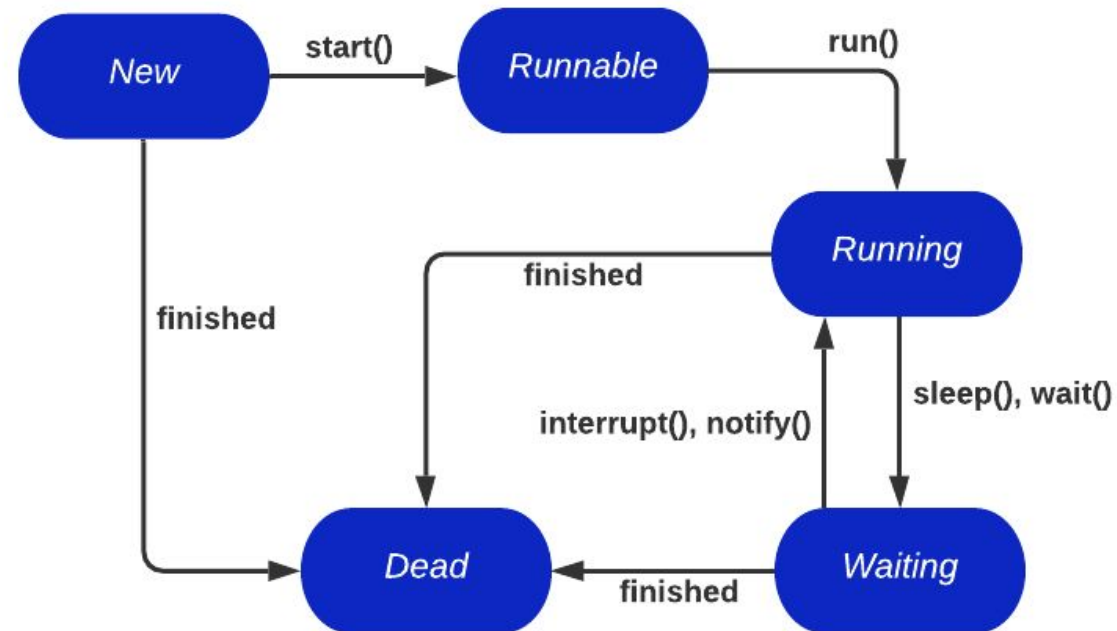 New
start()
Runnable
run()
Running
finished
finished
sleep(), wait()
interrupt(), notify()
Dead
finished
Waiting